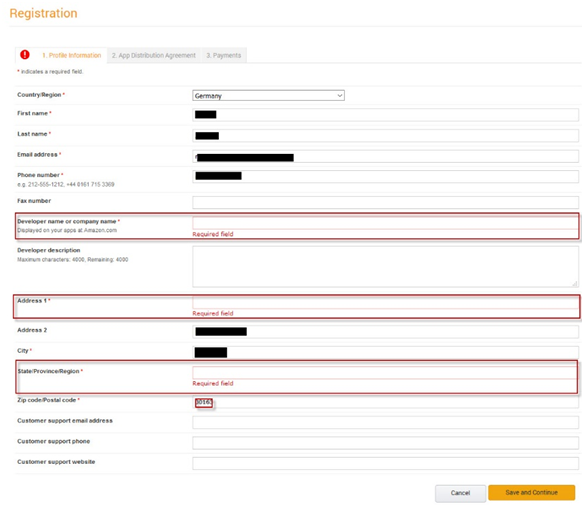 Registration
1. Profile Information 2. App Distribution Agreement 3. Payments
* indicates a required field.
Country/Region * Germany
First name *
Last name *
Email address *
Phone number *
e.g. 212-555-1212, +44 8161 715 3369
Fax number
Developer name or company name *
Displayed on your apps at Amazon.com
Required field
Developer description
Maximum characters: 4000, Remaining: 4000
Address 1 *
Required field
Address 2
City *
State/Province/Region *
Required field
Zip code/Postal code *
Customer support email address
Customer support phone
Customer support website
Cancel Save and Continue